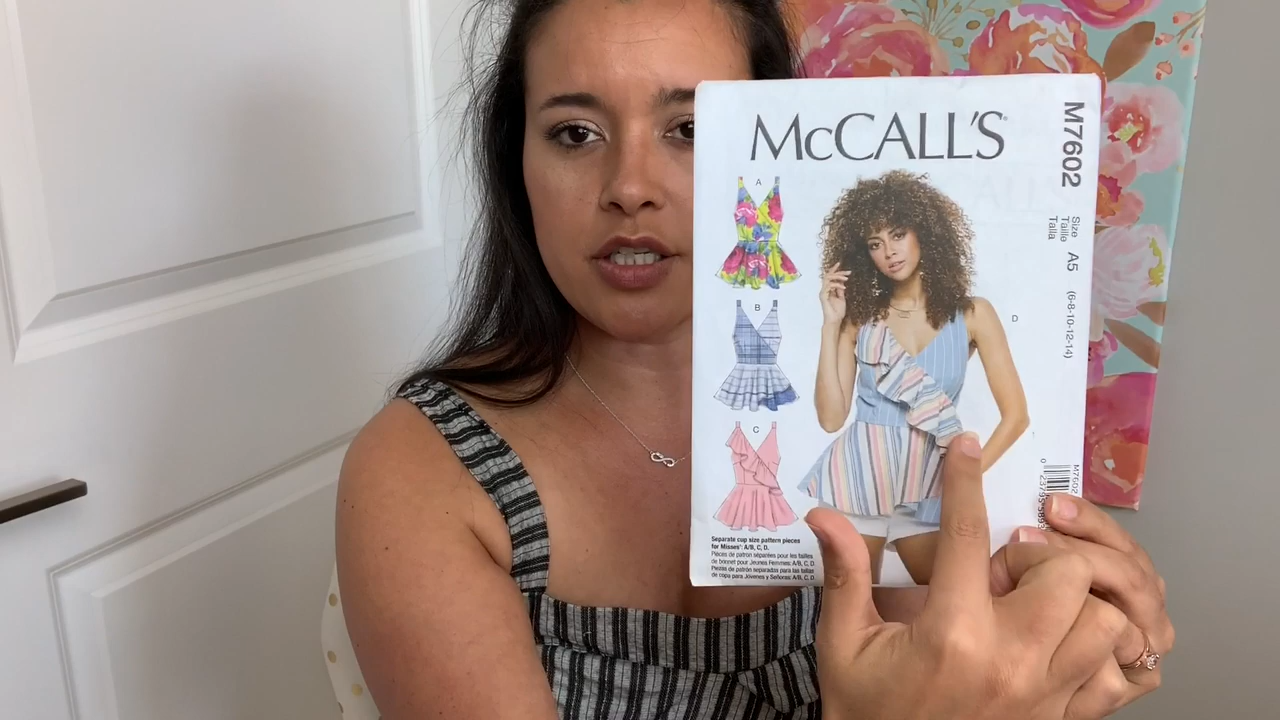 McCALL'S
M7602
Size
Taille
Talla
A5
(6-8-10-12-14)
A
B
C
D
M7602
Separate cup size pattern pieces
for Misses': A/B, C, D.
Pièces de patron séparées pour les tailles
de bonnet pour Jeunes Femmes: A/B, C, D.
Piezas de patrón separadas para las tallas
de copa para Jóvenes y Señoras: A/B, C, D.